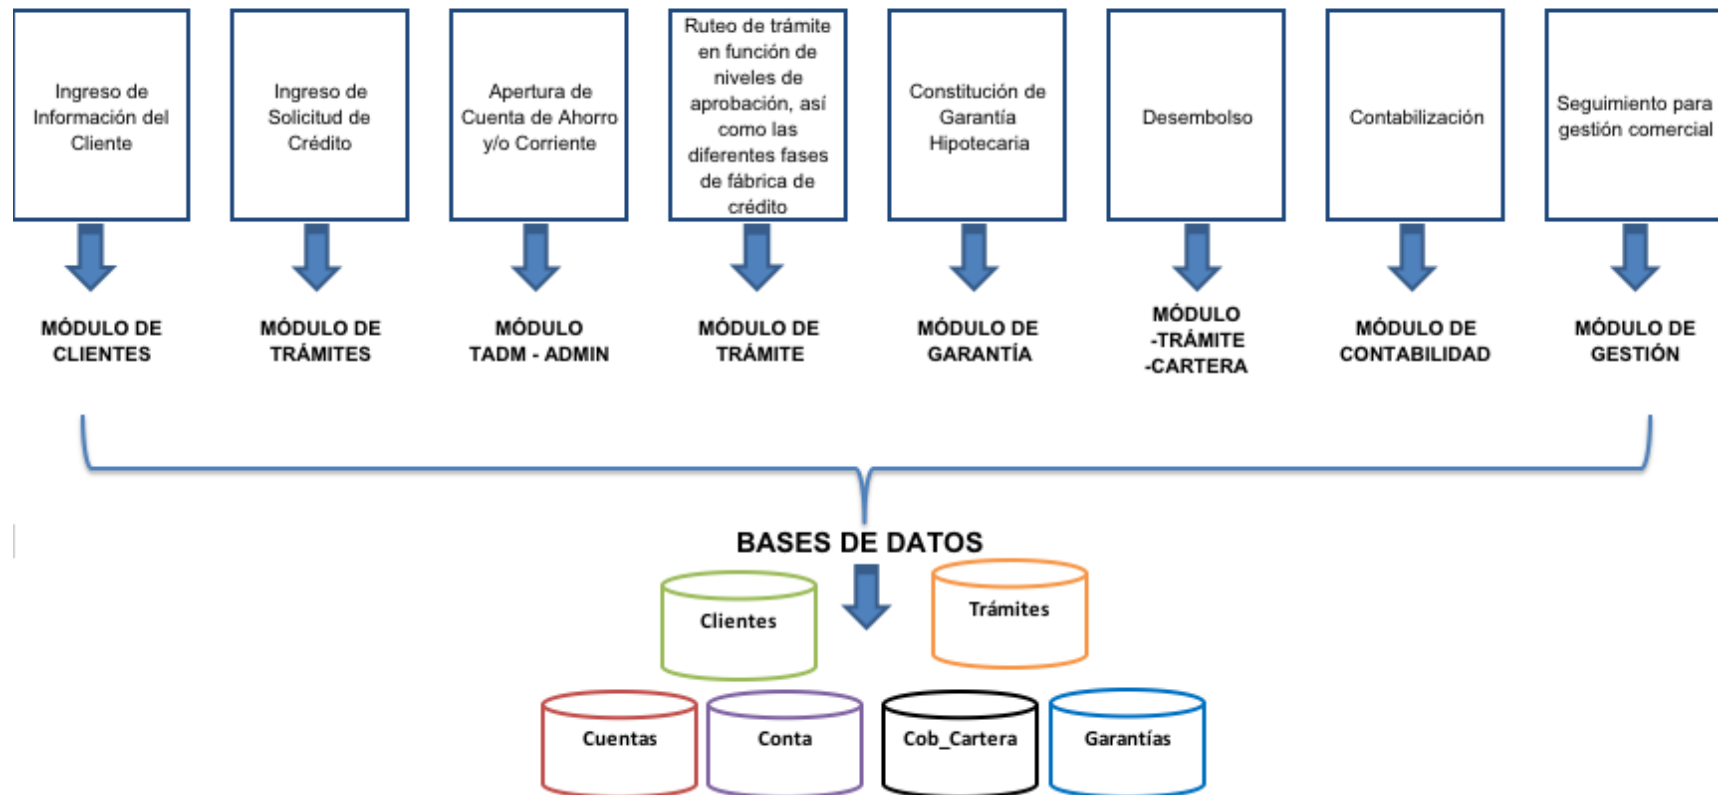 Ingreso de
Información del
Cliente
Ingreso de
Solicitud de
Crédito
Apertura de
Cuenta de Ahorro
y/o Corriente
Ruteo de trámite
en función de
niveles de
aprobación, así
como las
diferentes fases
de fábrica de
crédito
Constitución de
Garantía
Hipotecaria
Desembolso
Contabilización
Seguimiento para
gestión comercial
MÓDULO DE
CLIENTES
MÓDULO DE
TRÁMITES
MÓDULO
TADM - ADMIN
MÓDULO DE
TRÁMITE
MÓDULO DE
GARANTÍA
MÓDULO
-TRÁMITE
-CARTERA
MÓDULO DE
CONTABILIDAD
MÓDULO DE
GESTIÓN
BASES DE DATOS
Clientes
Trámites
Cuentas
Conta
Cob_Cartera
Garantías